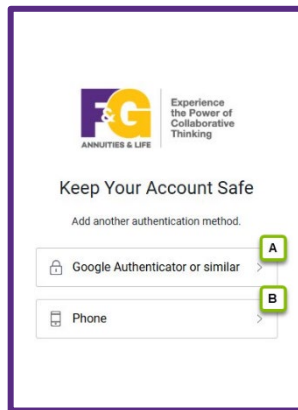 F&G
ANNUITIES & LIFE
Experience
the Power of
Collaborative
Thinking
Keep Your Account Safe
Add another authentication method.
A
Google Authenticator or similar
B
Phone